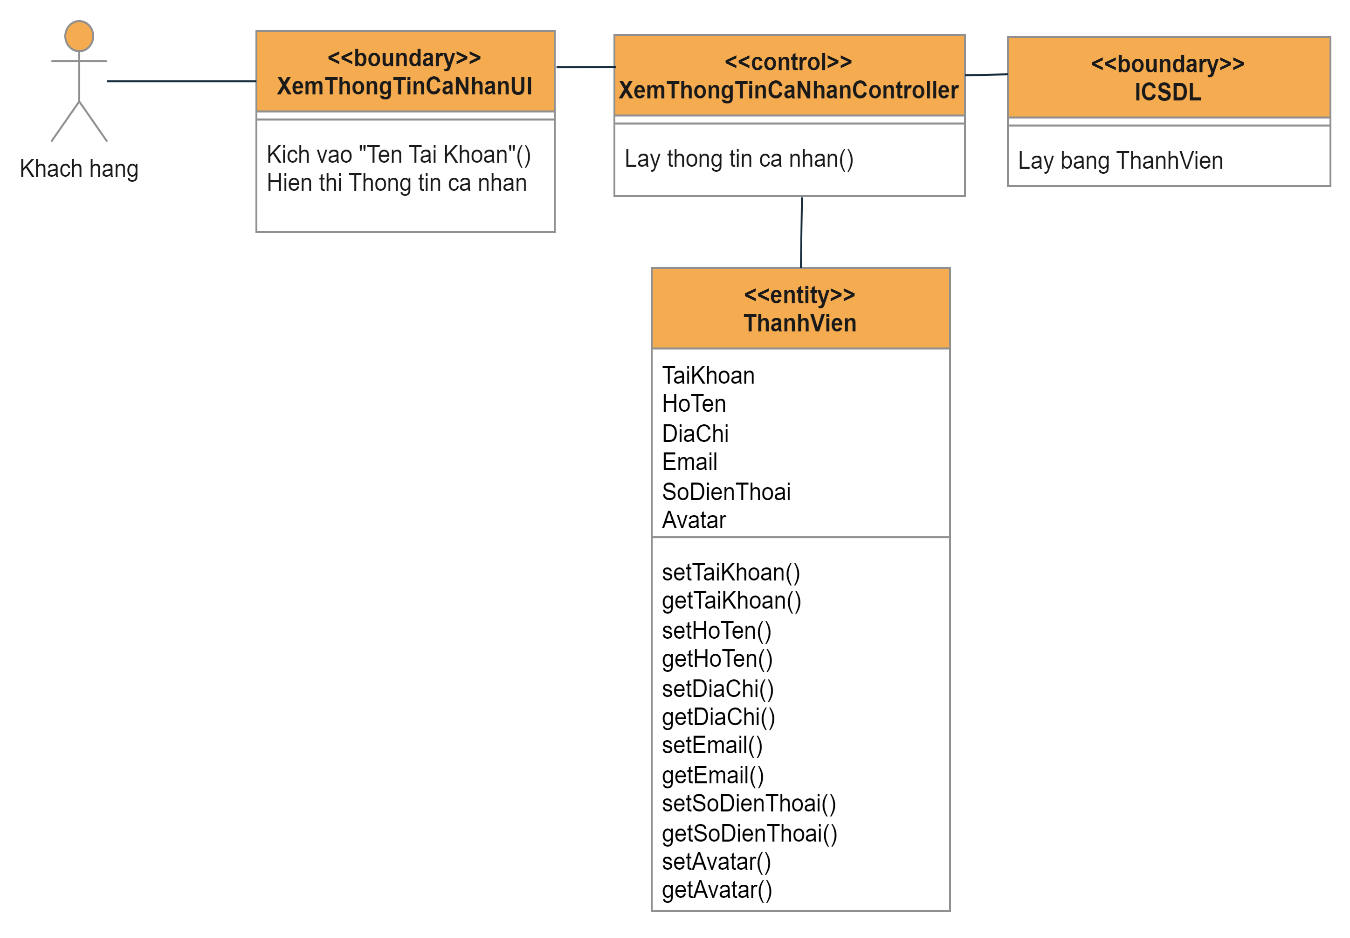 Khach hang
<<boundary>>
XemThongTinCaNhanUI
Kich vao "Ten Tai Khoan"()
Hien thi Thong tin ca nhan
<<control>>
XemThongTinCaNhanController
Lay thong tin ca nhan()
<<boundary>>
ICSDL
Lay bang ThanhVien
<<entity>>
ThanhVien
TaiKhoan
HoTen
DiaChi
Email
SoDienThoai
Avatar
setTaiKhoan()
getTaiKhoan()
setHoTen()
getHoTen()
setDiaChi()
getDiaChi()
setEmail()
getEmail()
setSoDienThoai()
getSoDienThoai()
setAvatar()
getAvatar()